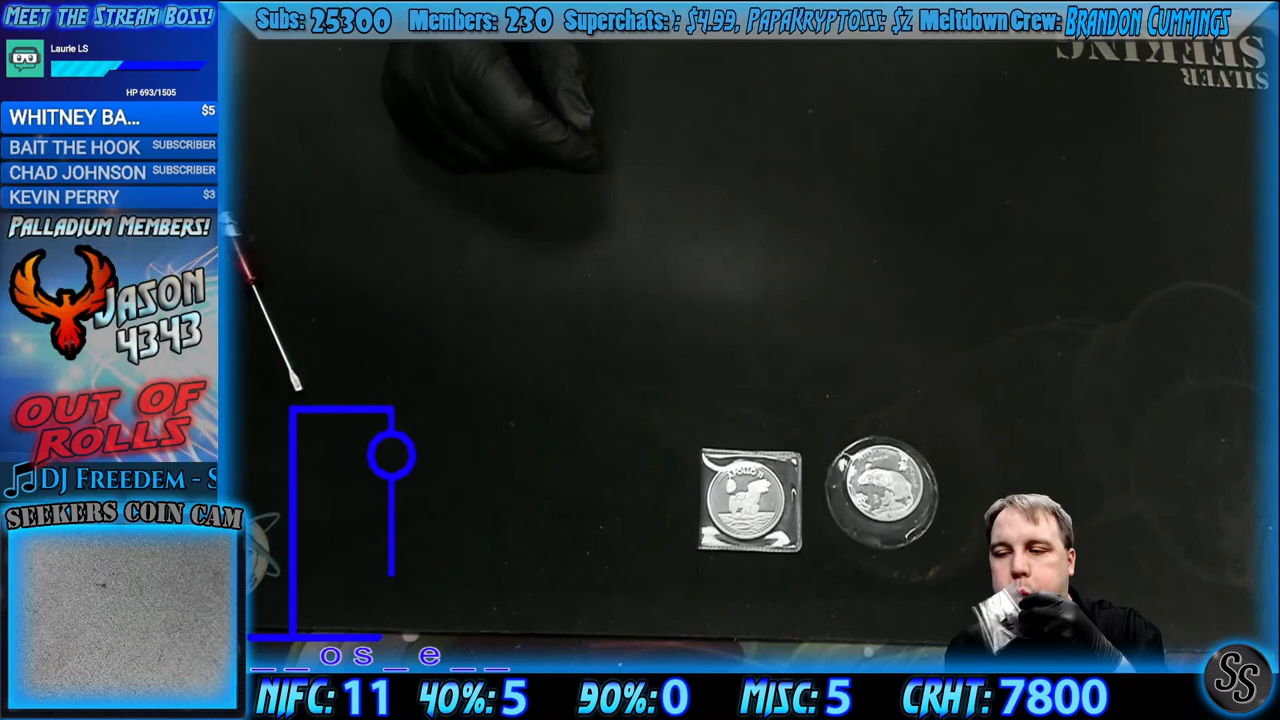 MEET THE STREAM BOSS!
Subs: 25300 Members: 230 Superchats: ): $4.99, PAPAKRYPTOSS: $2 Meltdown Crew: BRANDON CUMMINGS
Laurie LS
HP 693/1505
SILVER
SEEKING
WHITNEY BA... $5
BAIT THE HOOK SUBSCRIBER
CHAD JOHNSON SUBSCRIBER
KEVIN PERRY $3
PALLADIUM MEMBERS!
JASON
4343
OUT OF
ROLLS
DJ FREEDEM - S
SEEKERS COIN CAM
APOLLO 11
_ _ o s _ e _ _
NIFC: 11 40%: 5 90%: 0 MISC: 5 CRHT: 7800
SS